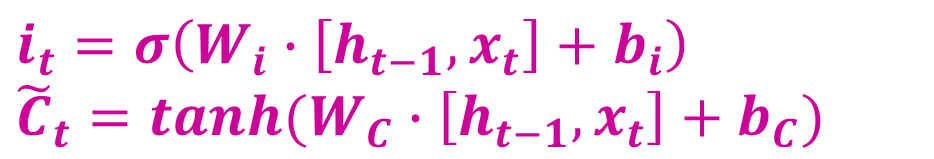 i_t = σ(W_i · [h_{t−1}, x_t] + b_i)
C̃_t = tanh(W_C · [h_{t−1}, x_t] + b_C)